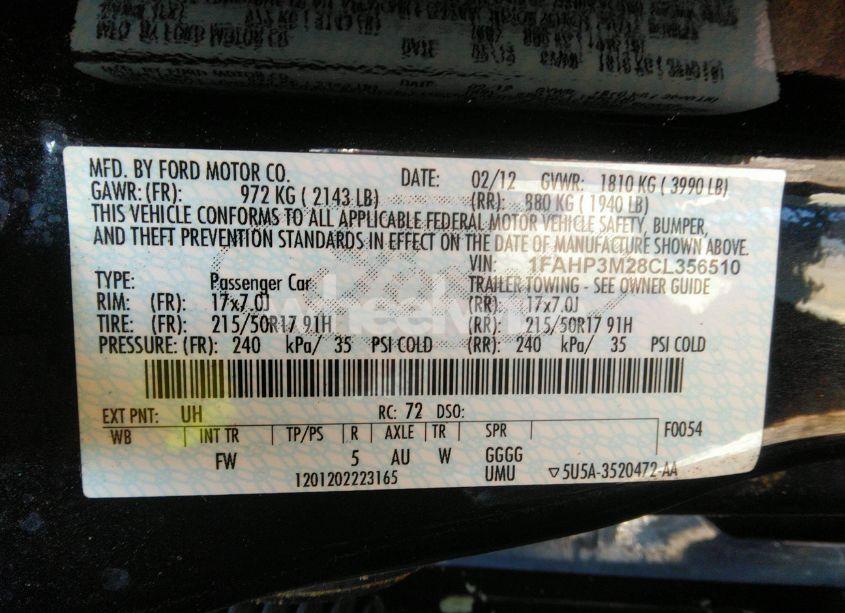 MFD. BY FORD MOTOR CO. DATE: 02/12 GVWR: 1810 KG ( 3990 LB)
GAWR: (FR): 972 KG ( 2143 LB) (RR): 880 KG ( 1940 LB)
THIS VEHICLE CONFORMS TO ALL APPLICABLE FEDERAL MOTOR VEHICLE SAFETY, BUMPER,
AND THEFT PREVENTION STANDARDS IN EFFECT ON THE DATE OF MANUFACTURE SHOWN ABOVE.
VIN: 1FAHP3M28CL356510
TYPE: Passenger Car TRAILER TOWING - SEE OWNER GUIDE
RIM: (FR): 17x7.0J (RR): 17x7.0J
TIRE: (FR): 215/50R17 91H (RR): 215/50R17 91H
PRESSURE: (FR): 240 kPa/ 35 PSI COLD (RR): 240 kPa/ 35 PSI COLD
EXT PNT: UH RC: 72 DSO: F0054
WB INT TR TP/PS R AXLE TR SPR
FW 5 AU W GGGG
1201202223165 UMU ▽5U5A-3520472-AA